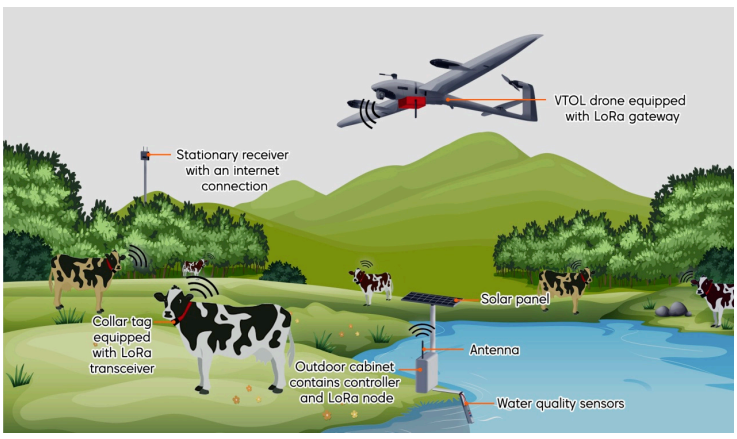 VTOL drone equipped
with LoRa gateway
Stationary receiver
with an internet
connection
Solar panel
Collar tag
equipped
with LoRa
transceiver
Antenna
Outdoor cabinet
contains controller
and LoRa node
Water quality sensors